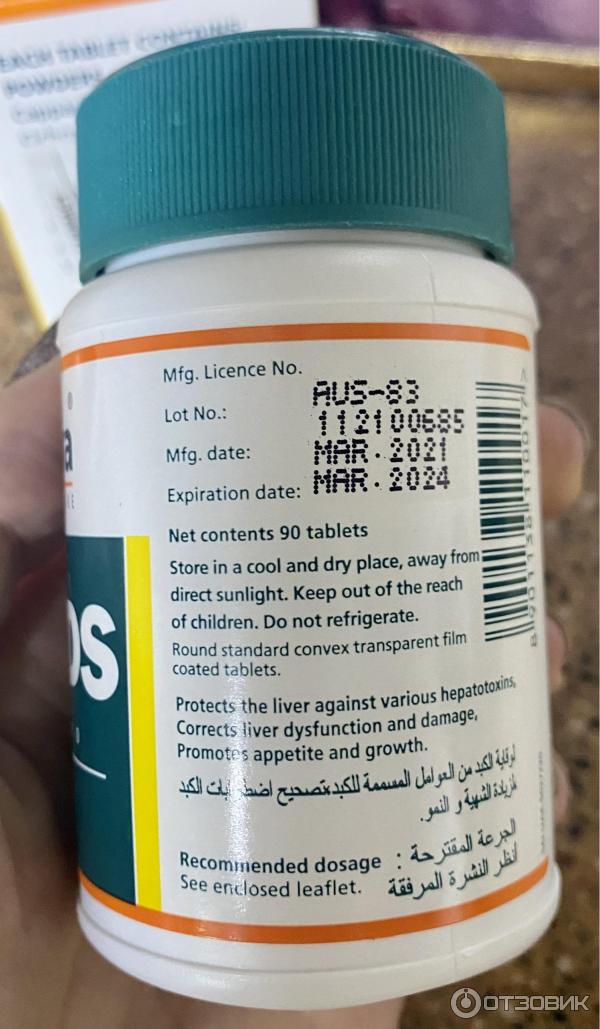 EACH TABLET CONTAINS
POWDERS
Mfg. Licence No.
AUS-83
Lot No.:
112100685
Mfg. date:
MAR.2021
Expiration date:
MAR.2024
Net contents 90 tablets
Store in a cool and dry place, away from
direct sunlight. Keep out of the reach
of children. Do not refrigerate.
Round standard convex transparent film
coated tablets.
Protects the liver against various hepatotoxins,
Corrects liver dysfunction and damage,
Promotes appetite and growth.
لوقاية الكبد من العوامل المسممة للكبد،تصحيح
الكبد
لزيادة الشهية و النمو.
Recommended dosage : الجرعة المقترحة
See enclosed leaflet. أنظر النشرة المرفقة
ОТЗОВИК